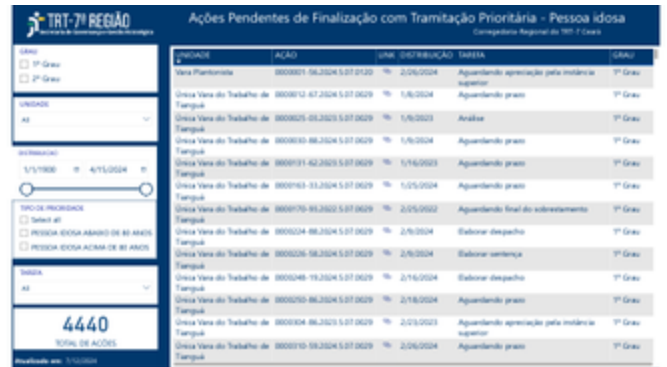 TRT-7ª REGIÃO
Secretaria de Governança e Gestão Estratégica
Ações Pendentes de Finalização com Tramitação Prioritária - Pessoa idosa
Corregedoria Regional do TRT-7 Ceará
GRAU
1º Grau
2º Grau
UNIDADE
All
DISTRIBUICAO
1/1/1900 4/15/2024
TIPO DE PRIORIDADE
Select all
PESSOA IDOSA ABAIXO DE 80 ANOS
PESSOA IDOSA ACIMA DE 80 ANOS
TAREFA
All
4440
TOTAL DE AÇÕES
Atualizado em: 7/12/2024
UNIDADE AÇÃO LINK DISTRIBUIÇÃO TAREFA GRAU
Vara Plantonista 2/26/2024 Aguardando apreciação pela instância 1º Grau
superior
Única Vara do Trabalho de 1/8/2024 Aguardando prazo 1º Grau
Tianguá
Única Vara do Trabalho de 1/9/2023 Análise 1º Grau
Tianguá
Única Vara do Trabalho de 1/9/2024 Aguardando prazo 1º Grau
Tianguá
Única Vara do Trabalho de 1/16/2023 Aguardando prazo 1º Grau
Tianguá
Única Vara do Trabalho de 1/25/2024 Aguardando prazo 1º Grau
Tianguá
Única Vara do Trabalho de 2/25/2022 Aguardando final do sobrestamento 1º Grau
Tianguá
Única Vara do Trabalho de 2/9/2024 Elaborar despacho 1º Grau
Tianguá
Única Vara do Trabalho de 2/9/2024 Elaborar sentença 1º Grau
Tianguá
Única Vara do Trabalho de 2/16/2024 Elaborar despacho 1º Grau
Tianguá
Única Vara do Trabalho de 2/18/2024 Aguardando prazo 1º Grau
Tianguá
Única Vara do Trabalho de 2/23/2023 Aguardando apreciação pela instância 1º Grau
Tianguá superior
Única Vara do Trabalho de 2/26/2024 Aguardando prazo 1º Grau
Tianguá